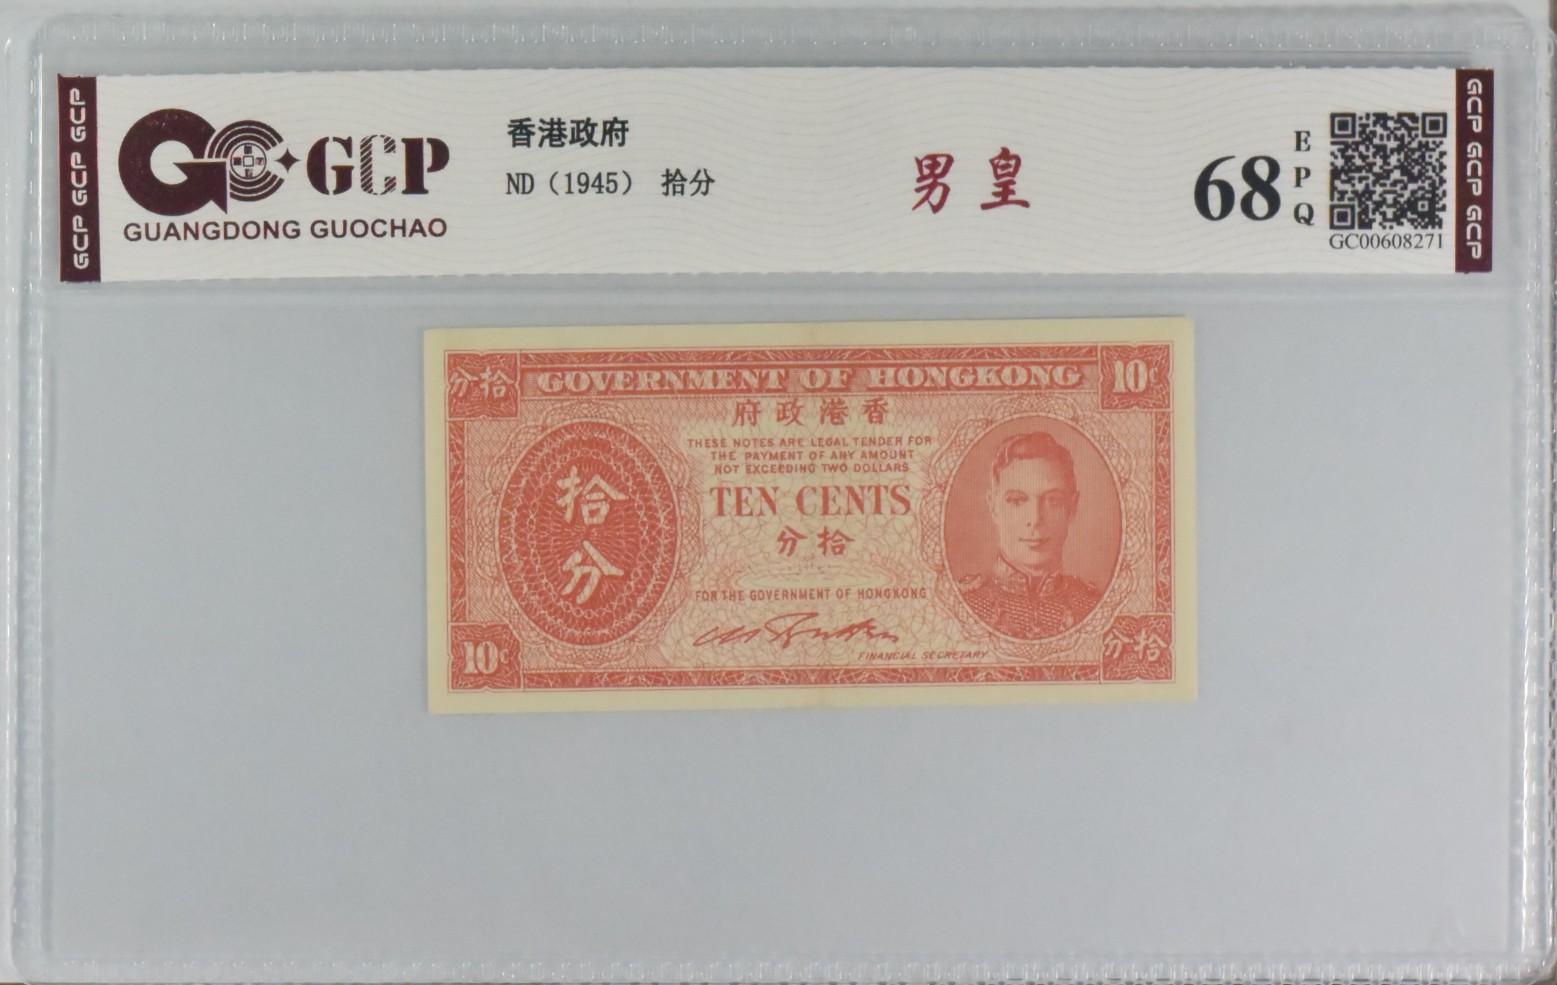 GCP GCP GCP
GCP
GUANGDONG GUOCHAO
香港政府
ND（1945） 拾分
男皇
68
EPQ
GC00608271
GCP GCP GCP
分拾
GOVERNMENT OF HONGKONG
10¢
府政港香
THESE NOTES ARE LEGAL TENDER FOR
THE PAYMENT OF ANY AMOUNT
NOT EXCEEDING TWO DOLLARS
拾分
TEN CENTS
分拾
FOR THE GOVERNMENT OF HONGKONG
FINANCIAL SECRETARY
10¢
分拾